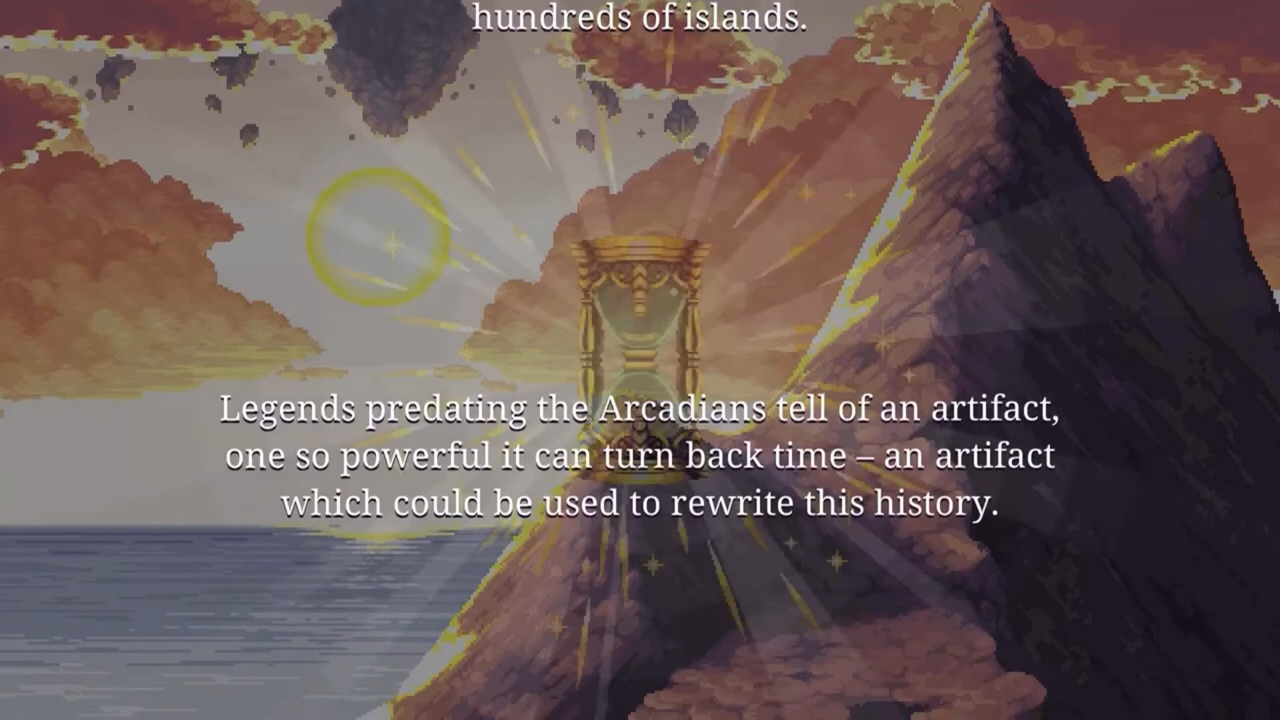 hundreds of islands.
Legends predating the Arcadians tell of an artifact,
one so powerful it can turn back time – an artifact
which could be used to rewrite this history.